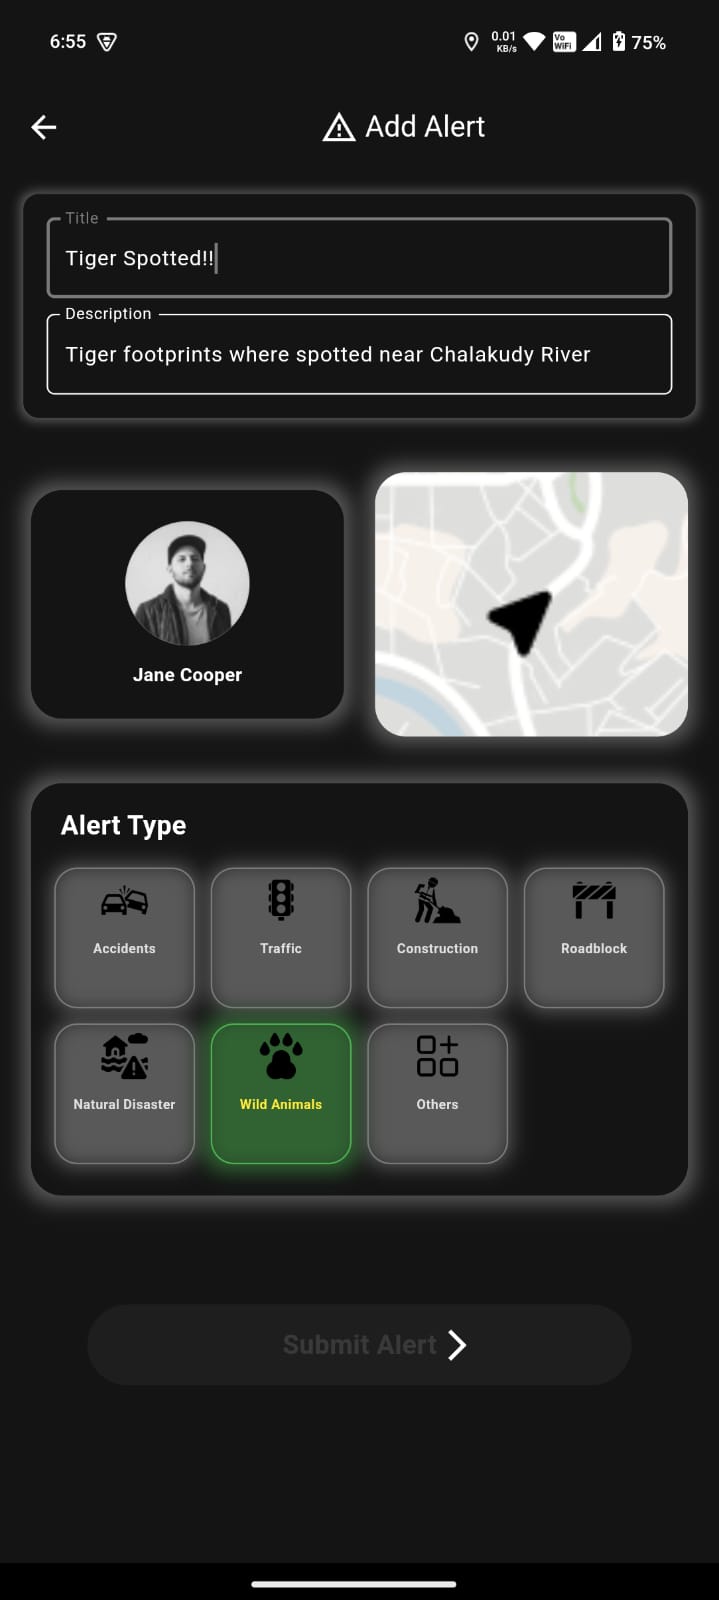 6:55
0.01 KB/s
Vo WiFi
75%
Add Alert
Title
Tiger Spotted!!
Description
Tiger footprints where spotted near Chalakudy River
Jane Cooper
Alert Type
Accidents
Traffic
Construction
Roadblock
Natural Disaster
Wild Animals
Others
Submit Alert